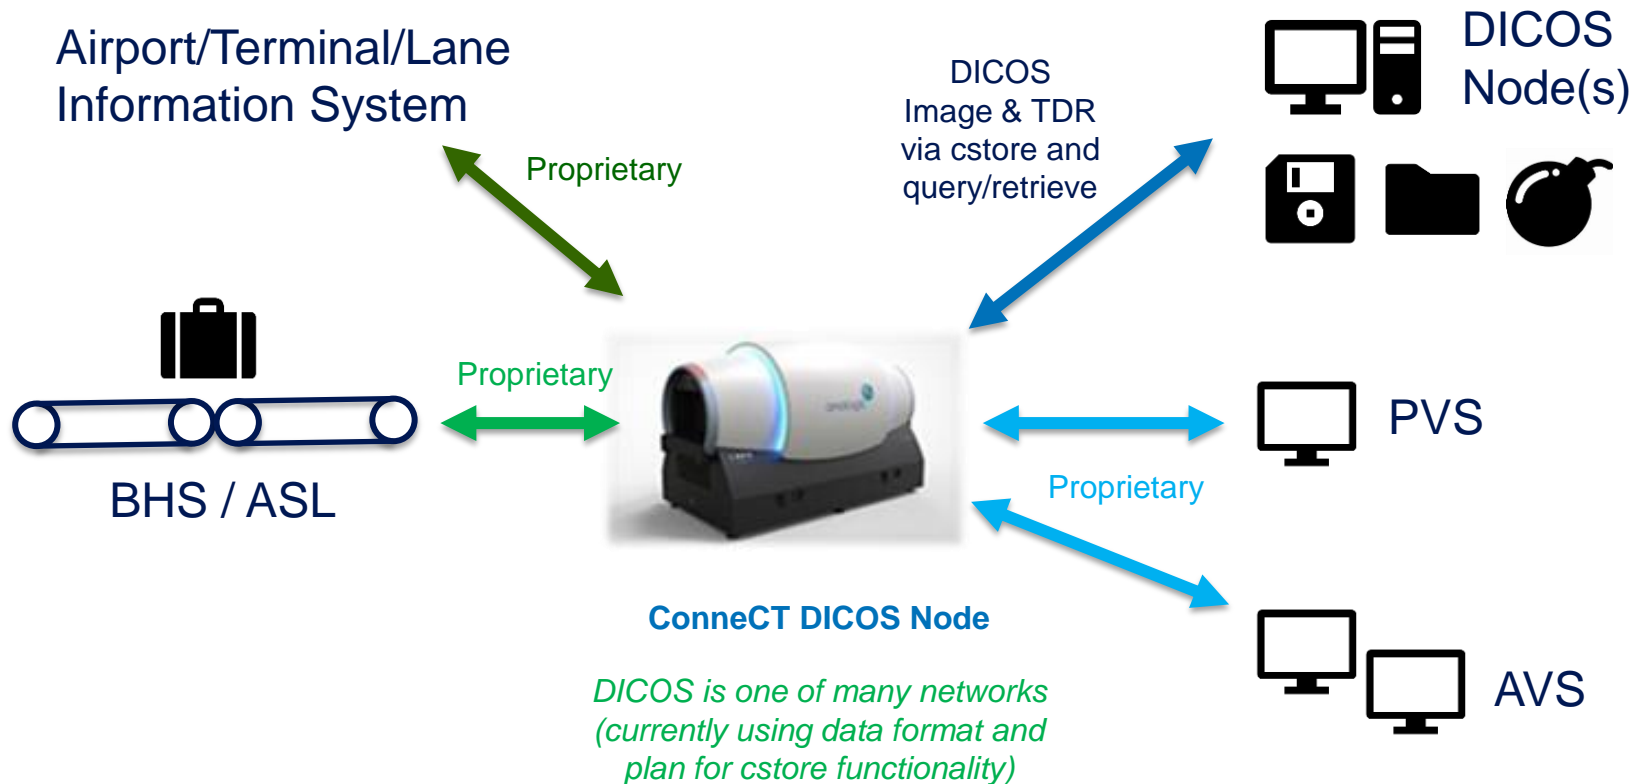 Airport/Terminal/Lane
Information System
DICOS
Image & TDR
via cstore and
query/retrieve
DICOS
Node(s)
Proprietary
Proprietary
analogic
PVS
Proprietary
BHS / ASL
ConneCT DICOS Node
AVS
DICOS is one of many networks
(currently using data format and
plan for cstore functionality)